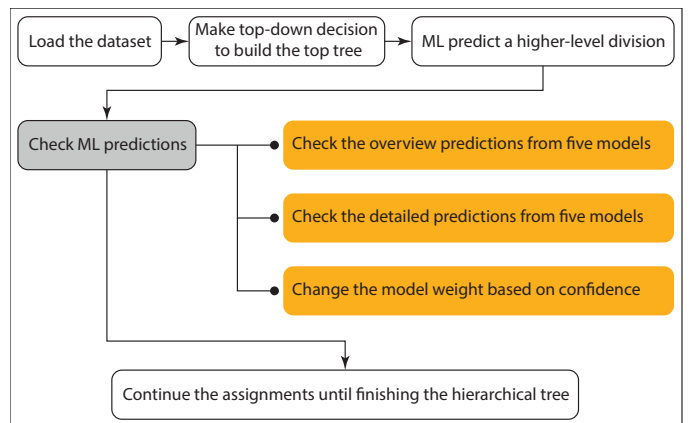 Load the dataset
Make top-down decision
to build the top tree
ML predict a higher-level division
Check ML predictions
Check the overview predictions from five models
Check the detailed predictions from five models
Change the model weight based on confidence
Continue the assignments until finishing the hierarchical tree